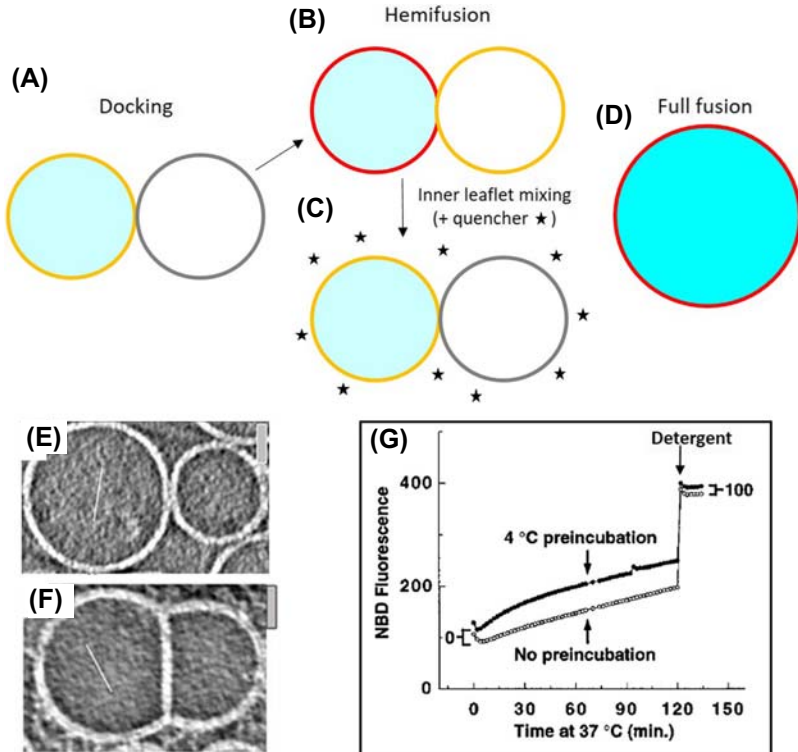 (A)
Docking
(B)
Hemifusion
Inner leaflet mixing
(+ quencher ★)
(C)
(D)
Full fusion
(E)
(F)
(G)
Detergent
NBD Fluorescence
400
200
0
100
0
4 °C preincubation
No preincubation
0 30 60 90 120 150
Time at 37 °C (min.)